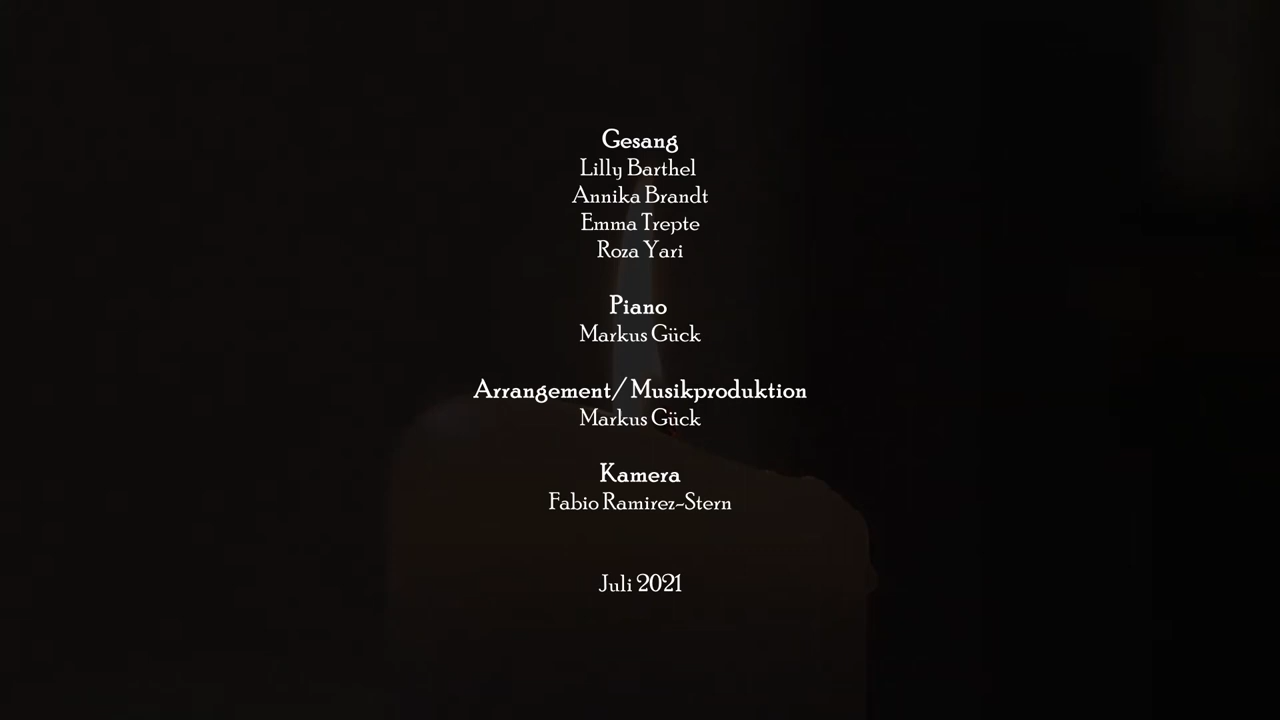 Gesang
Lilly Barthel
Annika Brandt
Emma Trepte
Roza Yari
Piano
Markus Gück
Arrangement/Musikproduktion
Markus Gück
Kamera
Fabio Ramirez-Stern
Juli 2021